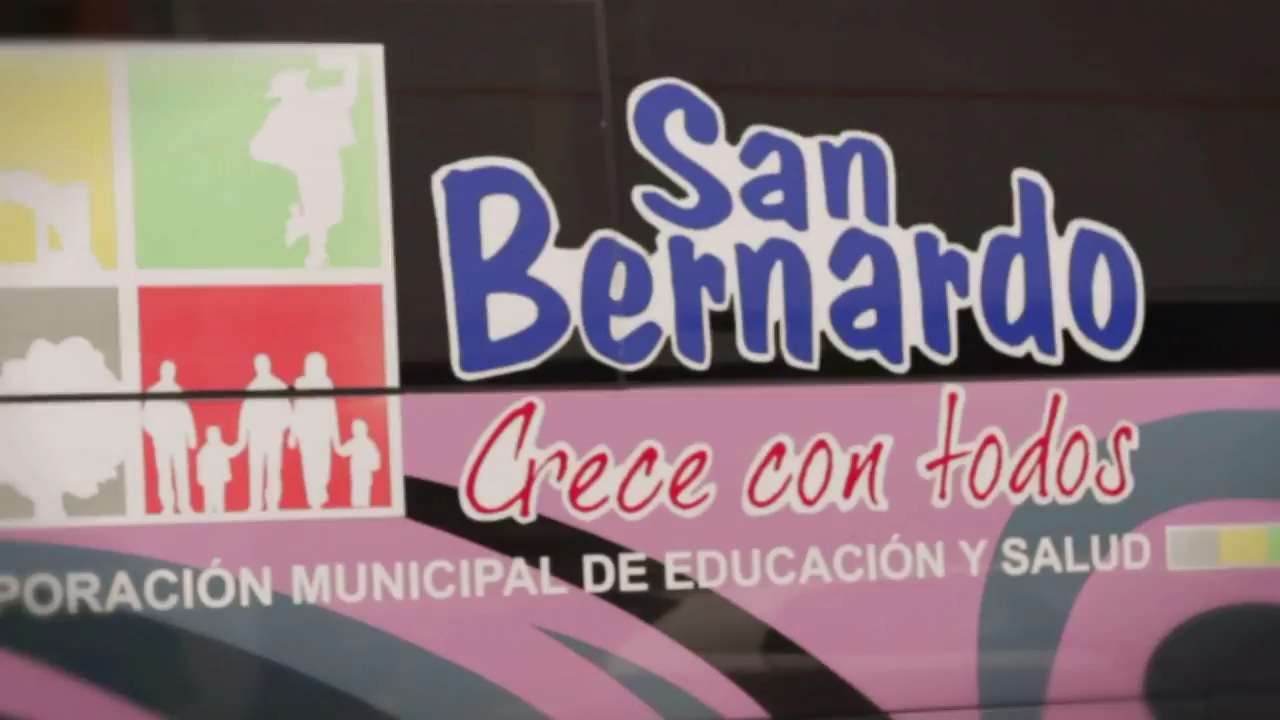 San
Bernardo
Crece con todos
PORACIÓN MUNICIPAL DE EDUCACIÓN Y SALUD